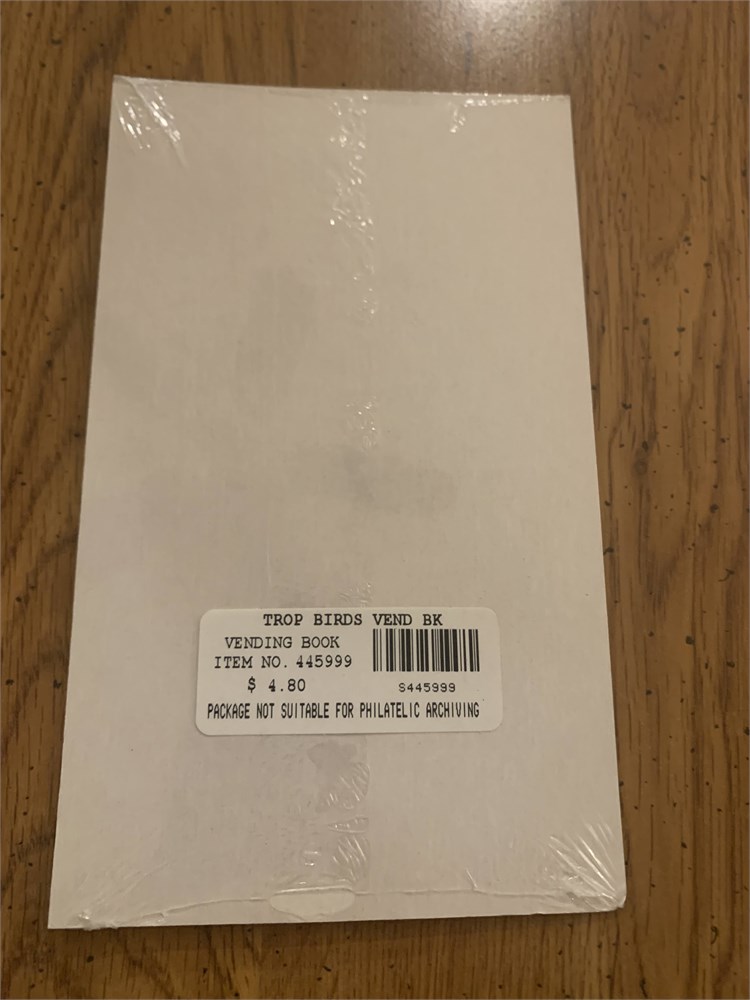 TROP BIRDS VEND BK
VENDING BOOK
ITEM NO. 445999
$ 4.80
S445999
PACKAGE NOT SUITABLE FOR PHILATELIC ARCHIVING